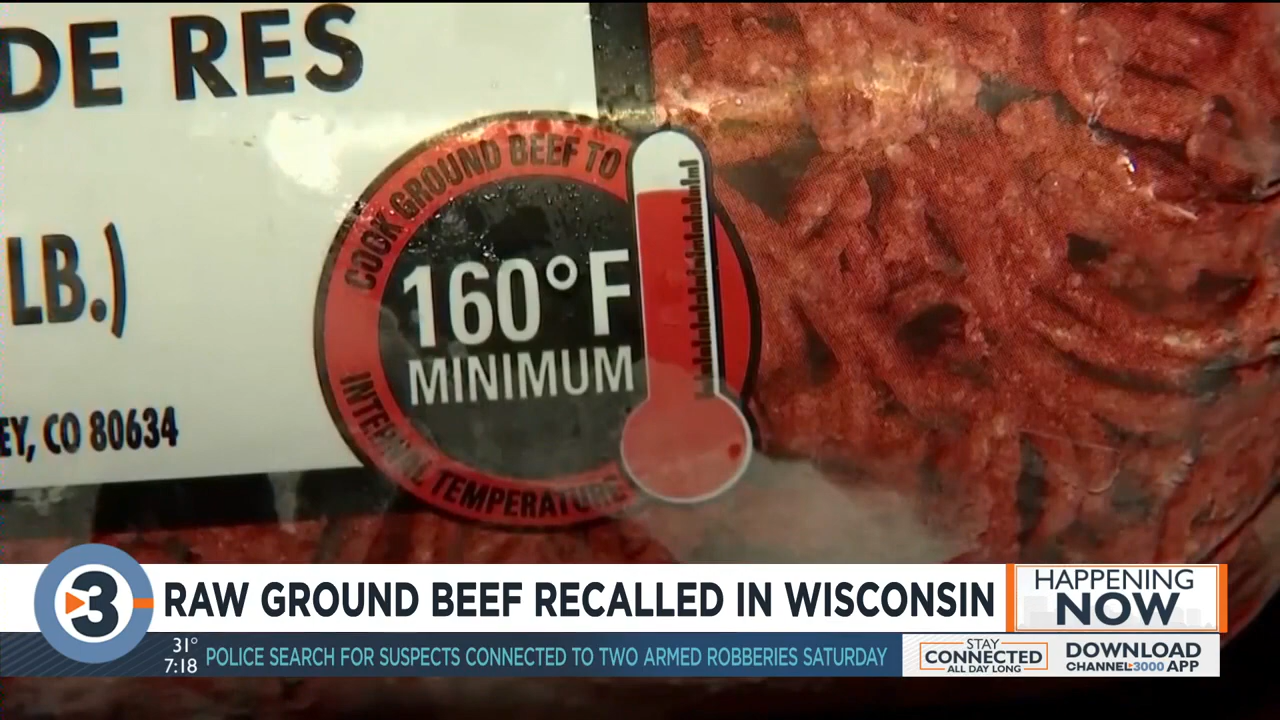 DE RES
LB.)
EY, CO 80634
COOK GROUND BEEF TO
160°F
MINIMUM
INTERNAL TEMPERATURE
3
RAW GROUND BEEF RECALLED IN WISCONSIN
HAPPENING
NOW
31°
7:18
POLICE SEARCH FOR SUSPECTS CONNECTED TO TWO ARMED ROBBERIES SATURDAY
STAY
CONNECTED
ALL DAY LONG
DOWNLOAD
CHANNEL3000 APP